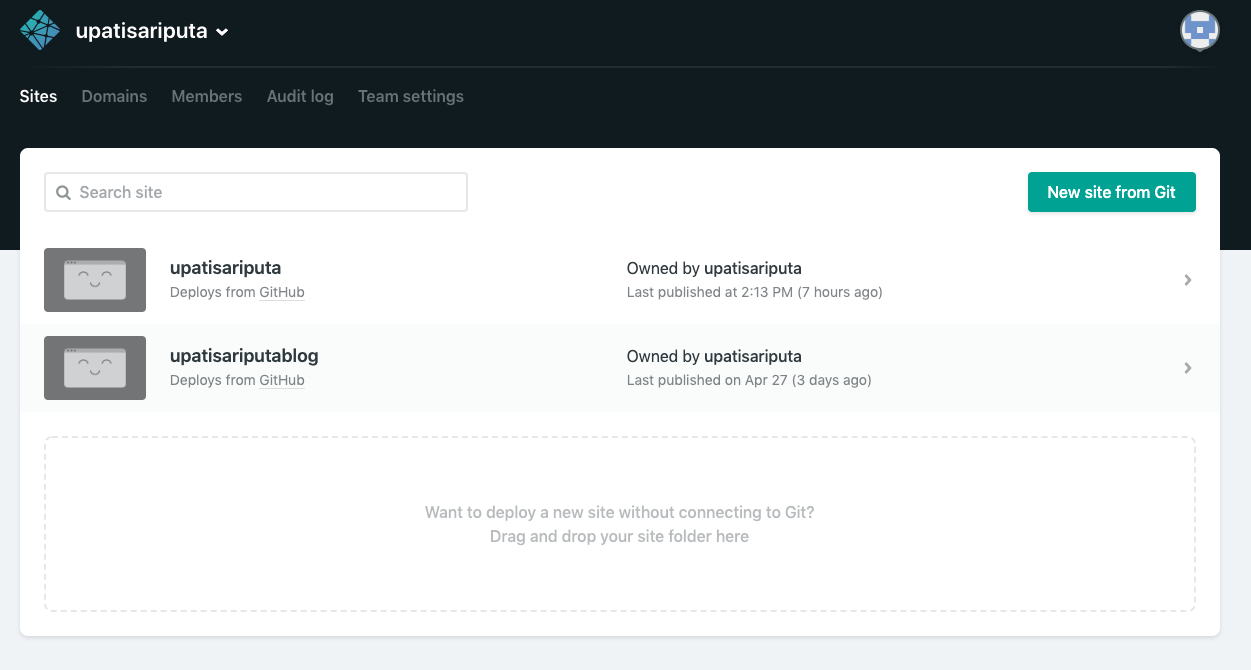 upatisariputa
Sites Domains Members Audit log Team settings
Search site
New site from Git
upatisariputa
Deploys from GitHub
Owned by upatisariputa
Last published at 2:13 PM (7 hours ago)
upatisariputablog
Deploys from GitHub
Owned by upatisariputa
Last published on Apr 27 (3 days ago)
Want to deploy a new site without connecting to Git?
Drag and drop your site folder here